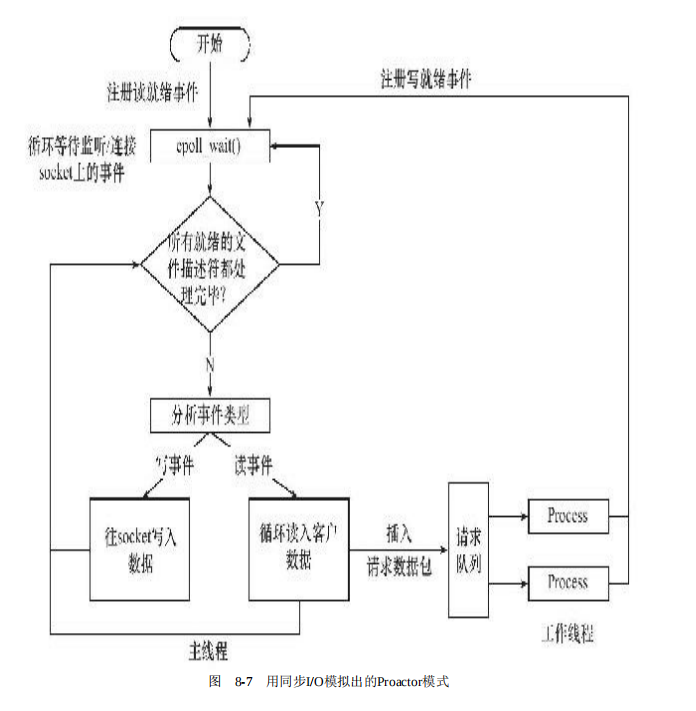 开始
注册读就绪事件
注册写就绪事件
循环等待监听/连接
socket上的事件
epoll_wait()
Y
所有就绪的文
件描述符都处
理完毕?
N
分析事件类型
写事件
读事件
往socket写入
数据
循环读入客户
数据
插入
请求数据包
请求
队列
Process
Process
工作线程
主线程
图 8-7 用同步I/O模拟出的Proactor模式